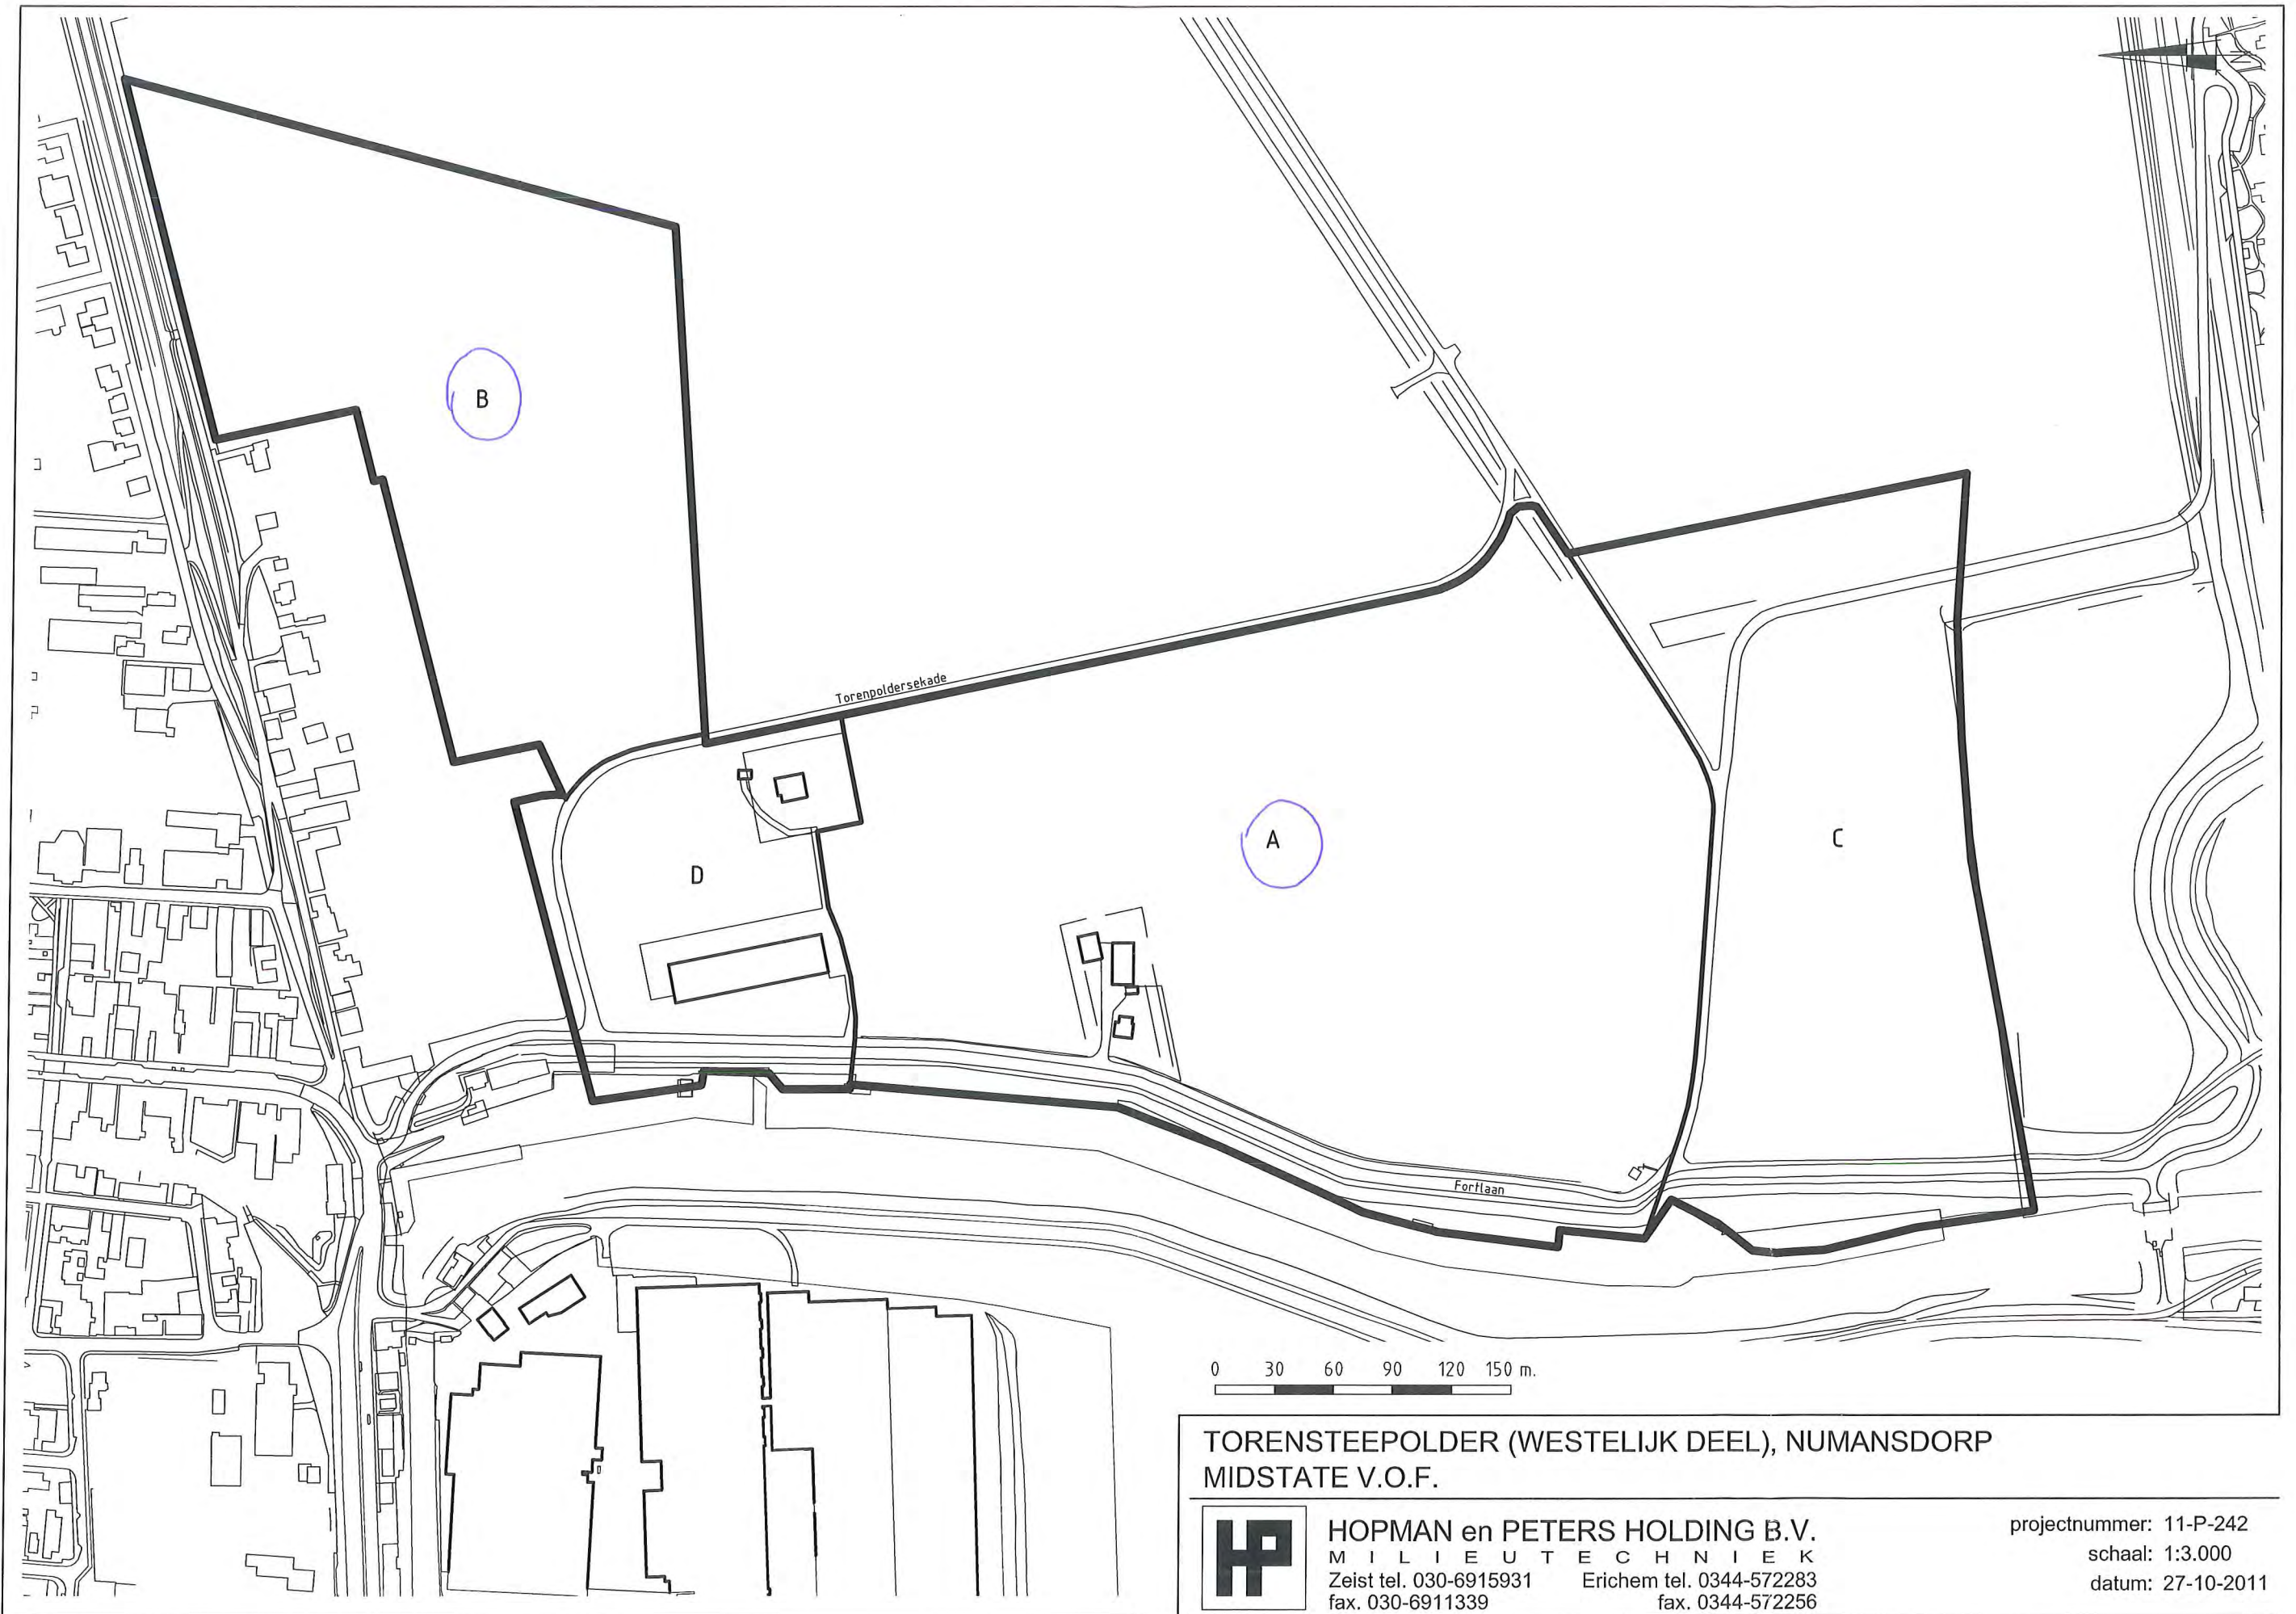 B
Torenpoldersekade
A
C
D
Fortlaan
0 30 60 90 120 150 m.
TORENSTEEPOLDER (WESTELIJK DEEL), NUMANSDORP
MIDSTATE V.O.F.
HP
HOPMAN en PETERS HOLDING B.V.
MILIEUTECHNIEK
Zeist tel. 030-6915931 Erichem tel. 0344-572283
fax. 030-6911339 fax. 0344-572256
projectnummer: 11-P-242
schaal: 1:3.000
datum: 27-10-2011